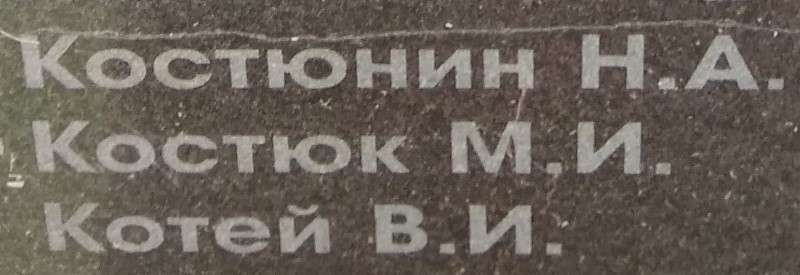 Костюнин Н.А.
Костюк М.И.
Котей В.И.